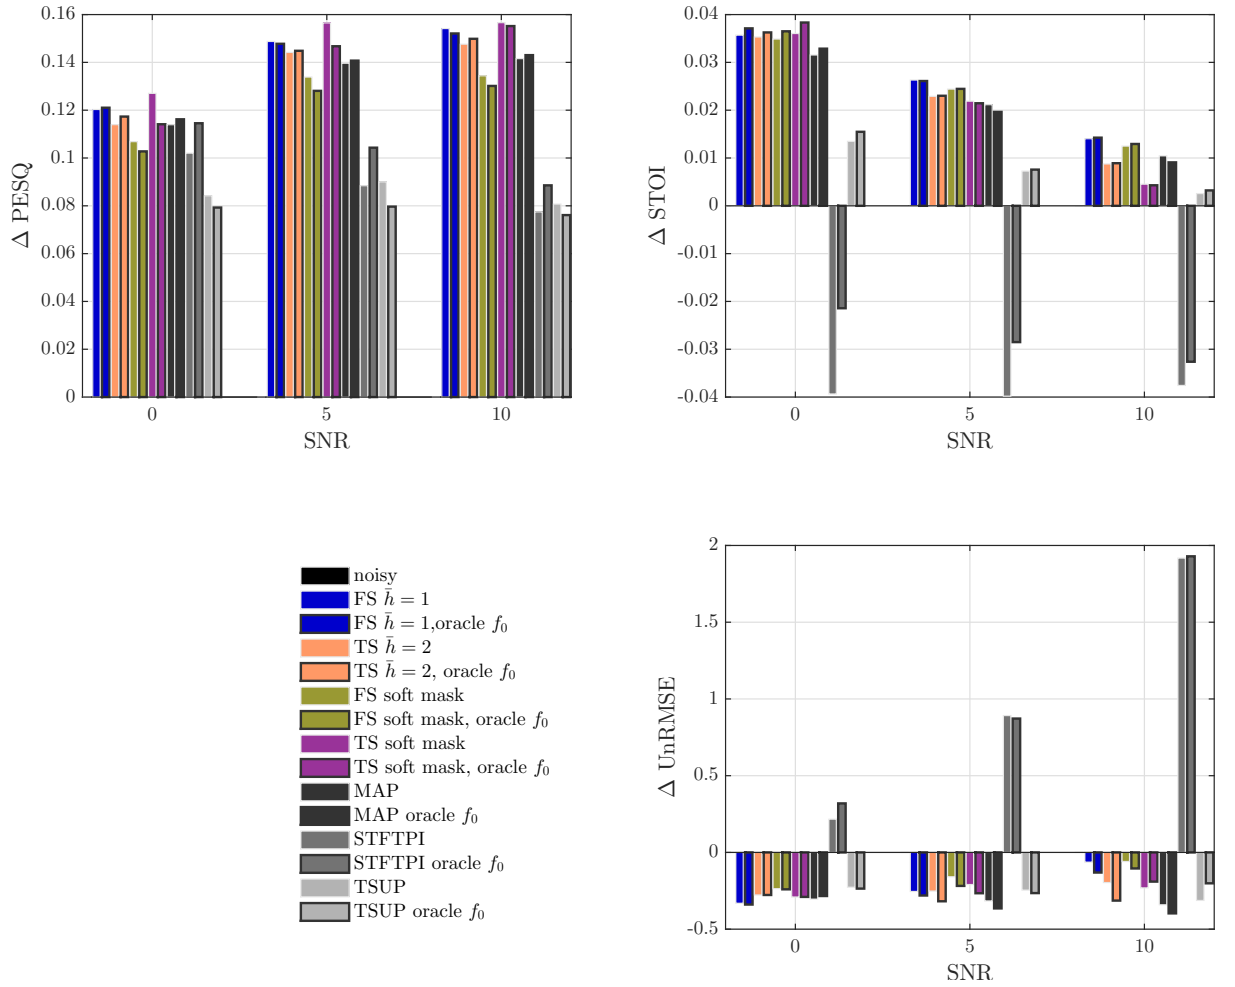 0.16
0.14
0.12
0.1
0.08
0.06
0.04
0.02
0
Δ PESQ
0 5 10
SNR
0.04
0.03
0.02
0.01
0
-0.01
-0.02
-0.03
-0.04
Δ STOI
0 5 10
SNR
noisy
FS h̄ = 1
FS h̄ = 1,oracle f₀
TS h̄ = 2
TS h̄ = 2, oracle f₀
FS soft mask
FS soft mask, oracle f₀
TS soft mask
TS soft mask, oracle f₀
MAP
MAP oracle f₀
STFTPI
STFTPI oracle f₀
TSUP
TSUP oracle f₀
2
1.5
1
0.5
0
-0.5
Δ UnRMSE
0 5 10
SNR